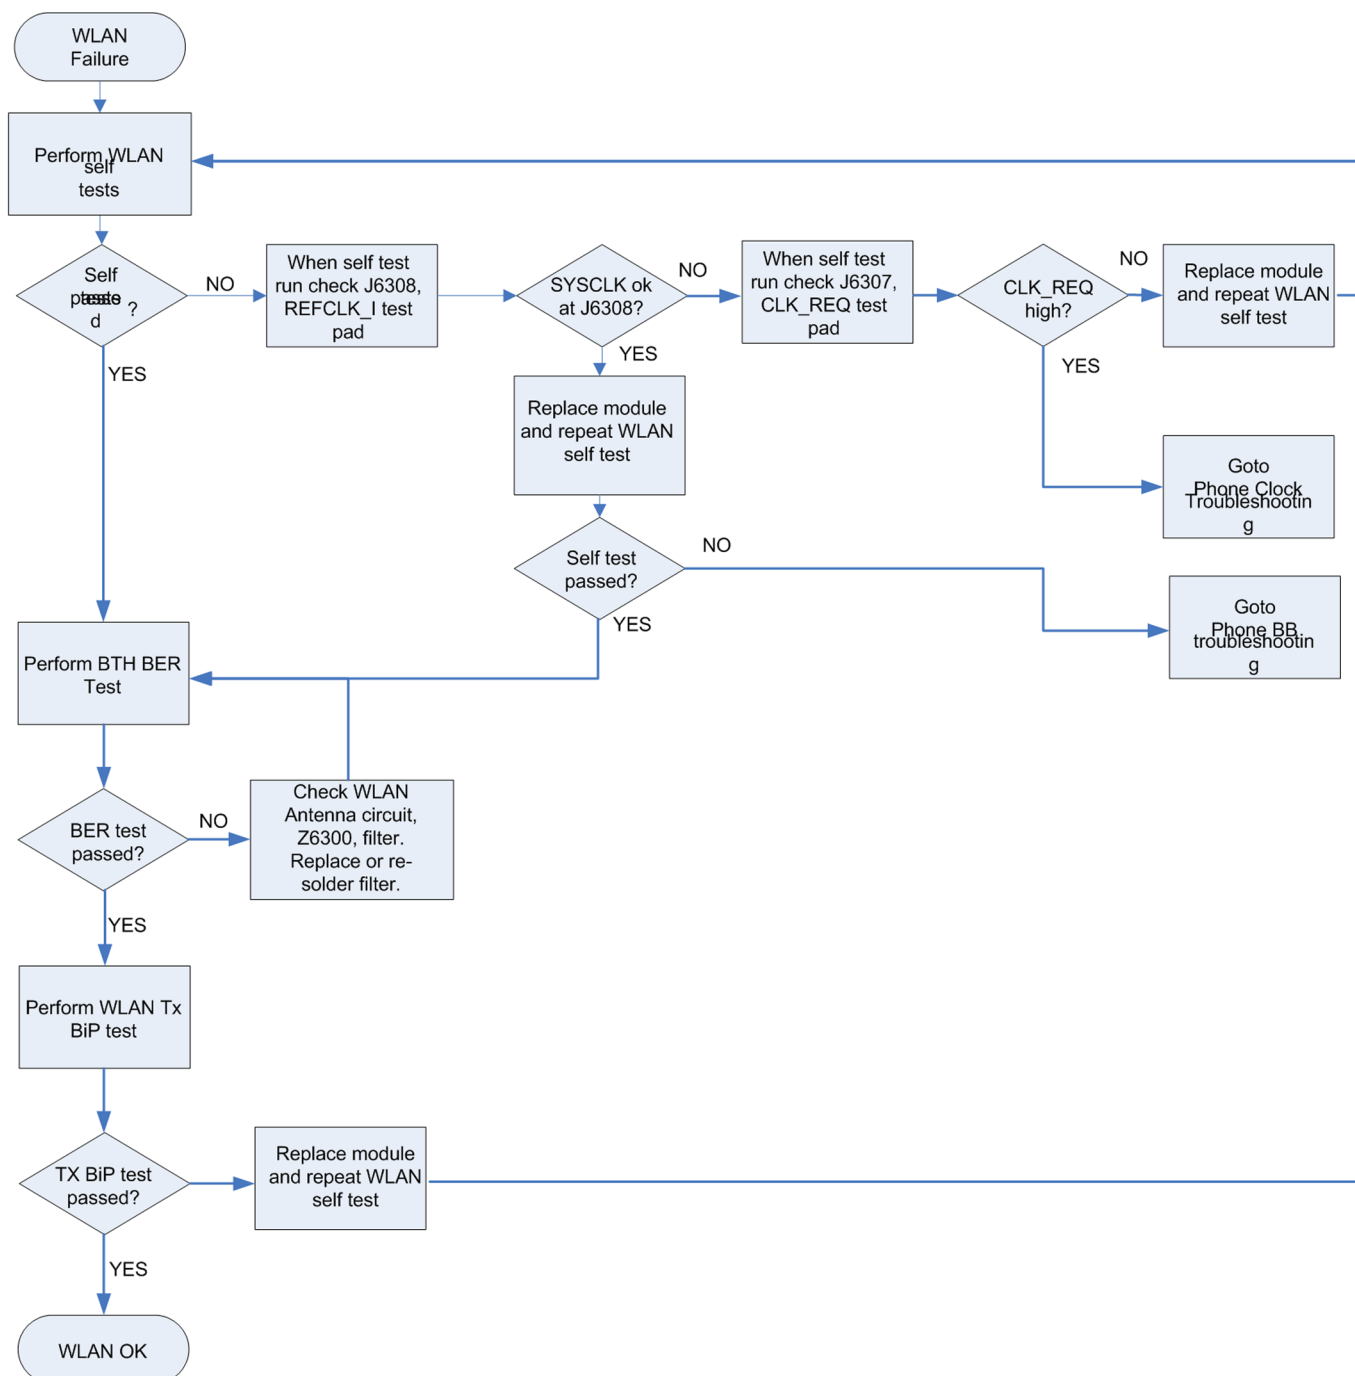 WLAN
Failure
Perform WLAN
self
tests
Self
tests
passe
d
?
NO
When self test
run check J6308,
REFCLK_I test
pad
SYSCLK ok
at J6308?
NO
When self test
run check J6307,
CLK_REQ test
pad
CLK_REQ
high?
NO
Replace module
and repeat WLAN
self test
YES
YES
YES
Replace module
and repeat WLAN
self test
Goto
Phone Clock
Troubleshootin
g
Self test
passed?
NO
YES
Goto
Phone BB
troubleshootin
g
Perform BTH BER
Test
BER test
passed?
NO
Check WLAN
Antenna circuit,
Z6300, filter.
Replace or re-
solder filter.
YES
Perform WLAN Tx
BiP test
TX BiP test
passed?
Replace module
and repeat WLAN
self test
YES
WLAN OK